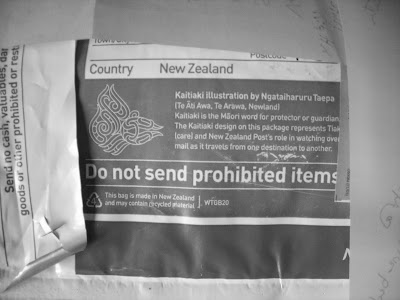 POSTCODE
Country New Zealand
Kaitiaki illustration by Ngataiharuru Taepa
(Te Āti Awa, Te Arawa, Newland)
Kaitiaki is the Māori word for protector or guardian
The Kaitiaki design on this package represents Tiak
(care) and New Zealand Post's role in watching over
mail as it travels from one destination to another.
Do not send prohibited items
This bag is made in New Zealand
and may contain recycled material
WTGB20
Send no cash, valuables, dan
goods or other prohibited or rest